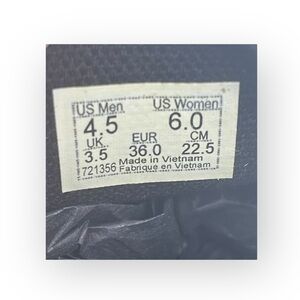 US Men US Women
4.5 6.0
UK EUR CM
3.5 36.0 22.5
Made in Vietnam
721356 Fabriqué en Vietnam